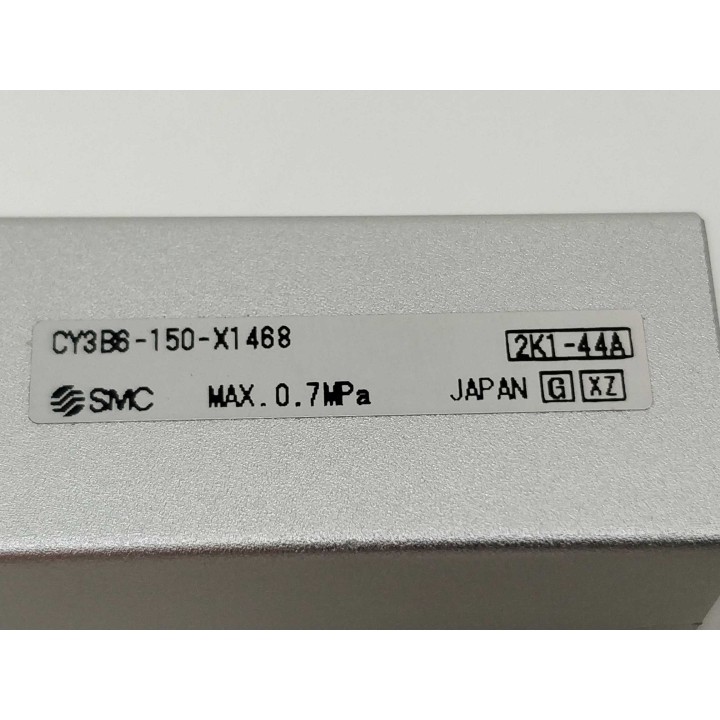 CY3B6-150-X1468 2K1-44A
SMC MAX.0.7MPa JAPAN G XZ